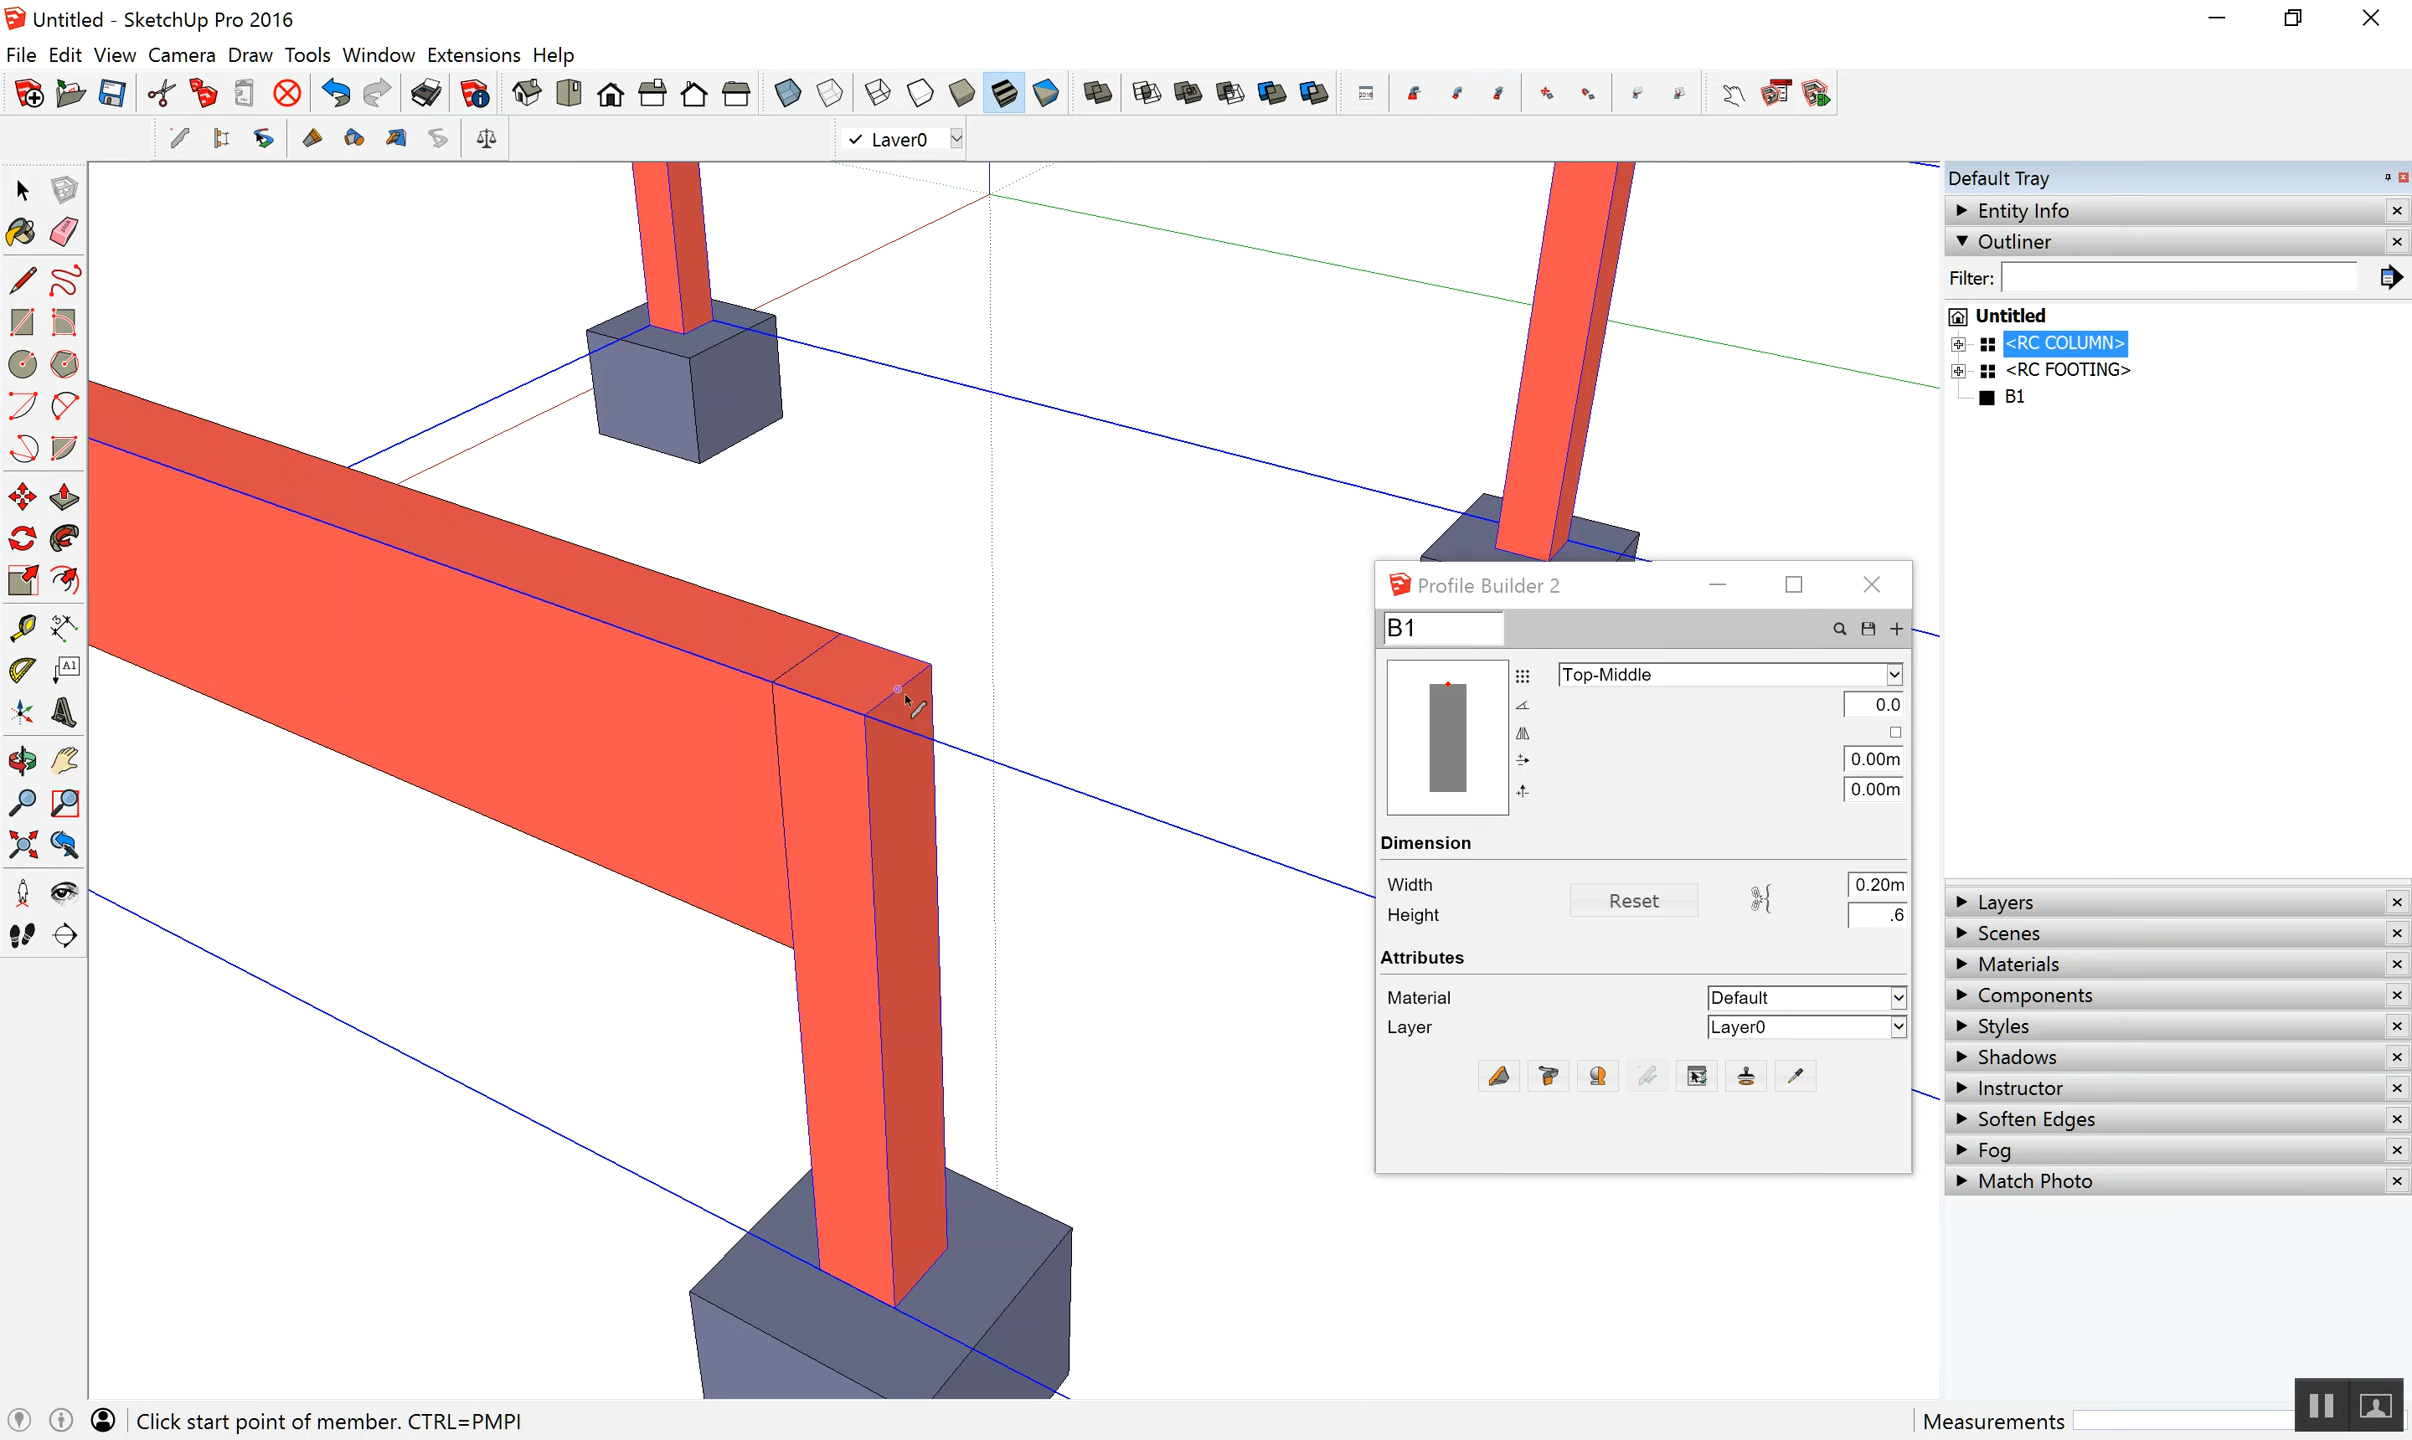 Untitled - SketchUp Pro 2016
File Edit View Camera Draw Tools Window Extensions Help
2016
Layer0
Default Tray
Entity Info
Outliner
Filter:
Untitled
<RC COLUMN>
<RC FOOTING>
B1
A1
Profile Builder 2
B1
Top-Middle
0.0
0.00m
0.00m
Dimension
Width 0.20m
Reset
Height .6
Attributes
Material Default
Layer Layer0
Layers
Scenes
Materials
Components
Styles
Shadows
Instructor
Soften Edges
Fog
Match Photo
Click start point of member. CTRL=PMPI
Measurements